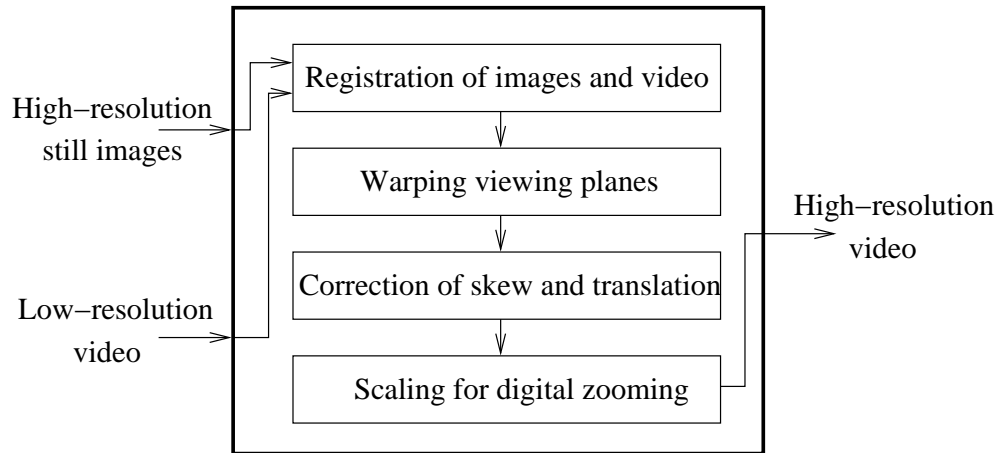 Registration of images and video
High−resolution
still images
Warping viewing planes
High−resolution
video
Correction of skew and translation
Low−resolution
video
Scaling for digital zooming